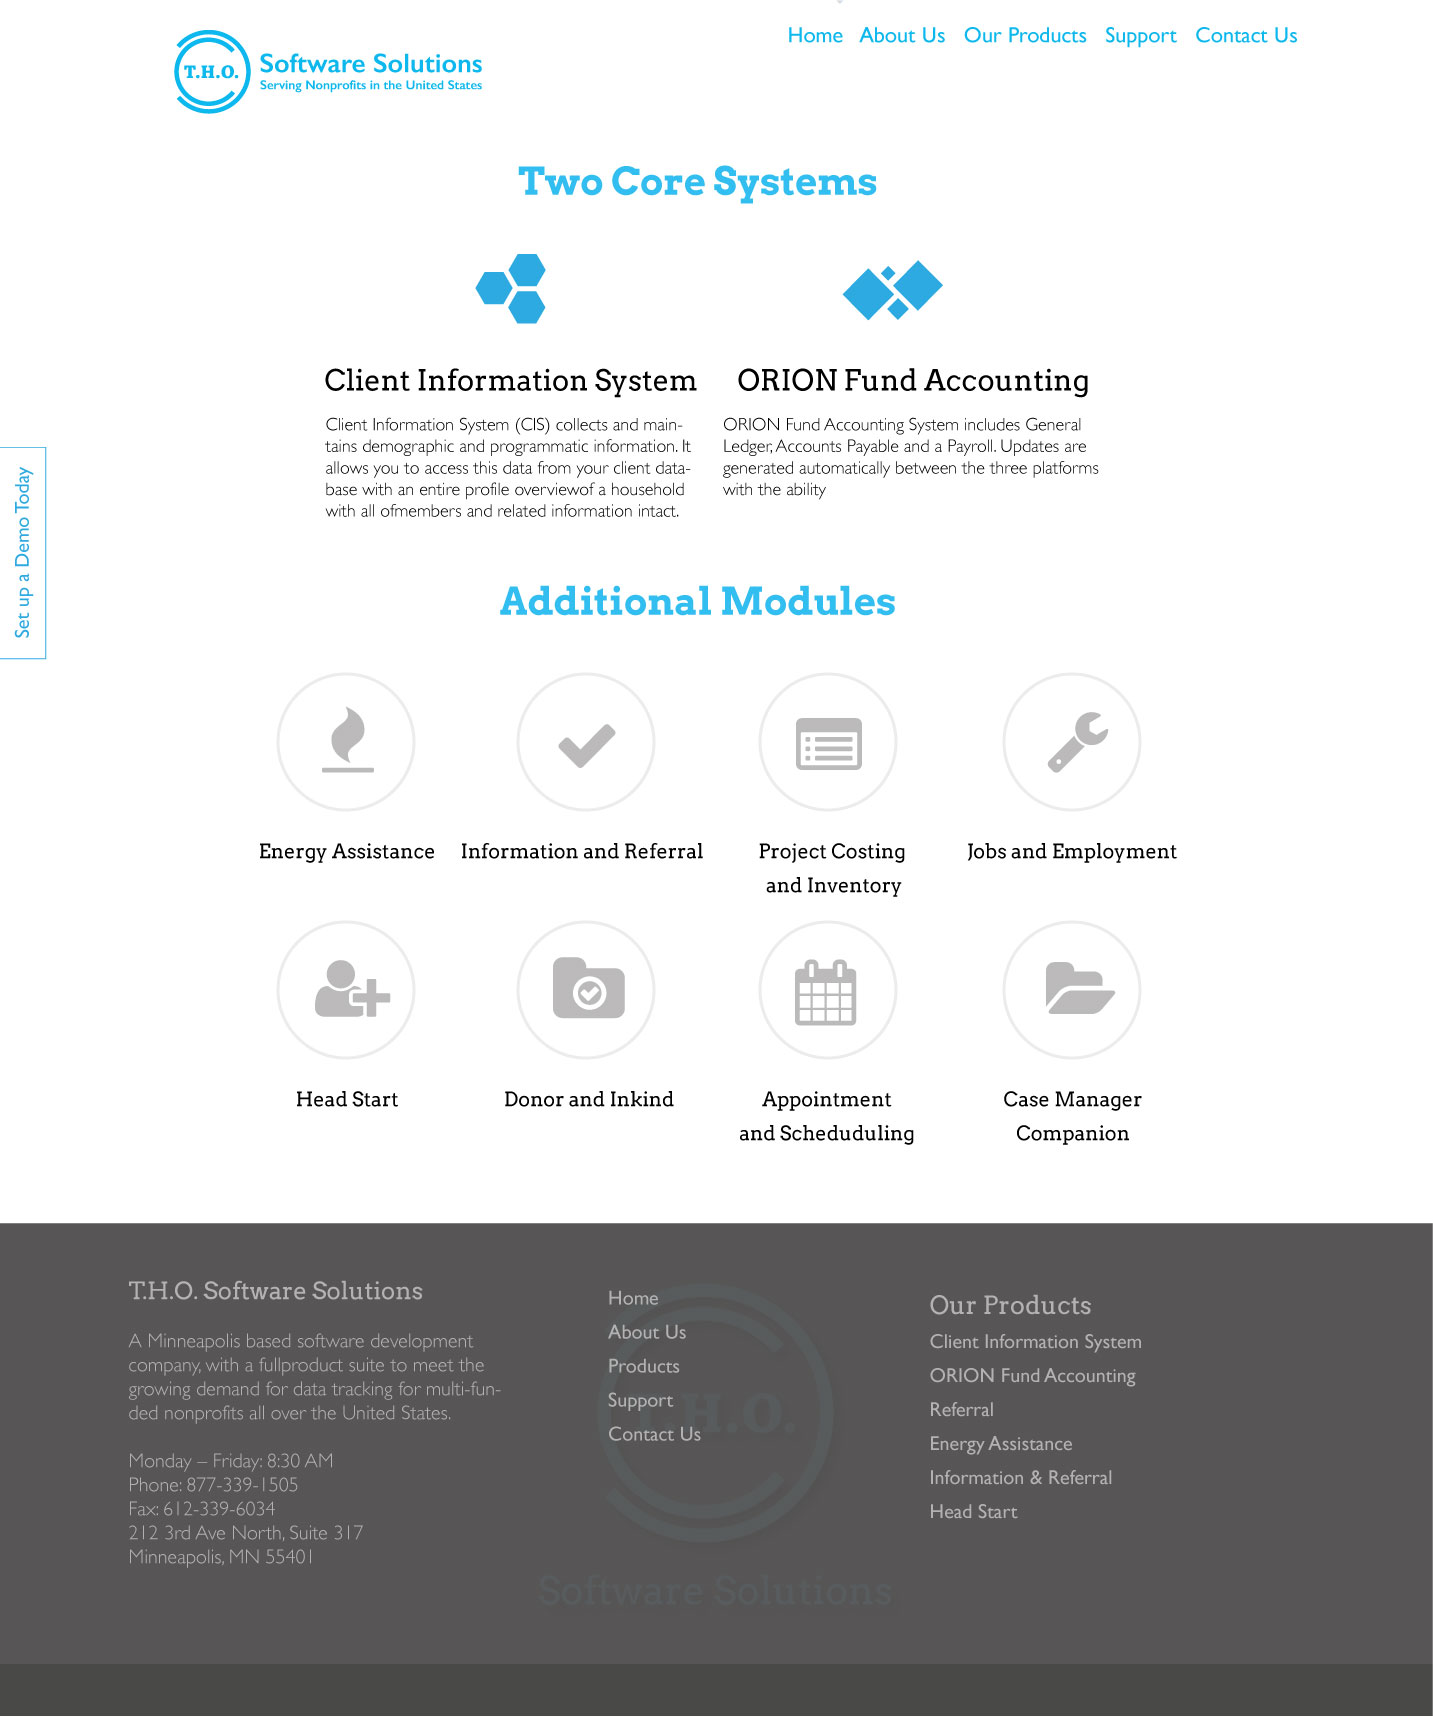 Home About Us Our Products Support Contact Us
T.H.O.
Software Solutions
Serving Nonprofits in the United States
Two Core Systems
Client Information System
Client Information System (CIS) collects and main-
tains demographic and programmatic information. It
allows you to access this data from your client data-
base with an entire profile overviewof a household
with all ofmembers and related information intact.
ORION Fund Accounting
ORION Fund Accounting System includes General
Ledger, Accounts Payable and a Payroll. Updates are
generated automatically between the three platforms
with the ability
Set up a Demo Today
Additional Modules
Energy Assistance
Information and Referral
Project Costing
and Inventory
Jobs and Employment
Head Start
Donor and Inkind
Appointment
and Scheduduling
Case Manager
Companion
T.H.O. Software Solutions
A Minneapolis based software development
company, with a fullproduct suite to meet the
growing demand for data tracking for multi-fun-
ded nonprofits all over the United States.
Monday – Friday: 8:30 AM
Phone: 877-339-1505
Fax: 612-339-6034
212 3rd Ave North, Suite 317
Minneapolis, MN 55401
Home
About Us
Products
Support
Contact Us
T.H.O.
Software Solutions
Our Products
Client Information System
ORION Fund Accounting
Referral
Energy Assistance
Information & Referral
Head Start